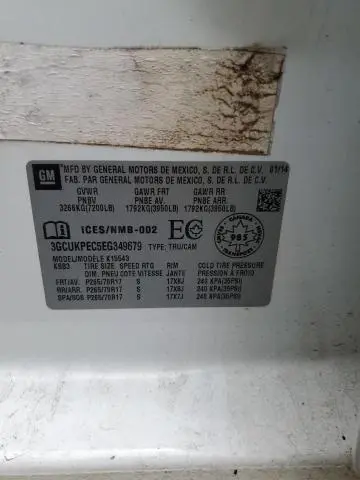 GM
MFD BY GENERAL MOTORS DE MEXICO, S. DE R.L. DE C.V. 01/14
FAB. PAR GENERAL MOTORS DE MEXICO, S. DE R.L. DE C.V.
GVWR GAWR FRT GAWR RR
PNBV PNBE AV. PNBE ARR.
3266KG(7200LB) 1792KG(3950LB) 1792KG(3950LB)
ICES/NMB-002 EC
CANADA
985
3GCUKPEC5EG349679 TYPE: TRU/CAM
MODEL/MODÈLE K15543
K6B3 TIRE SIZE SPEED RTG RIM COLD TIRE PRESSURE
DIM. PNEU COTE VITESSE JANTE PRESSION À FROID
FRT/AV. P265/70R17 S 17X8J 240 KPA(35PSI)
RR/ARR. P265/70R17 S 17X8J 240 KPA(35PSI)
SPA/SOS P265/70R17 S 17X7J 240 KPA(35PSI)